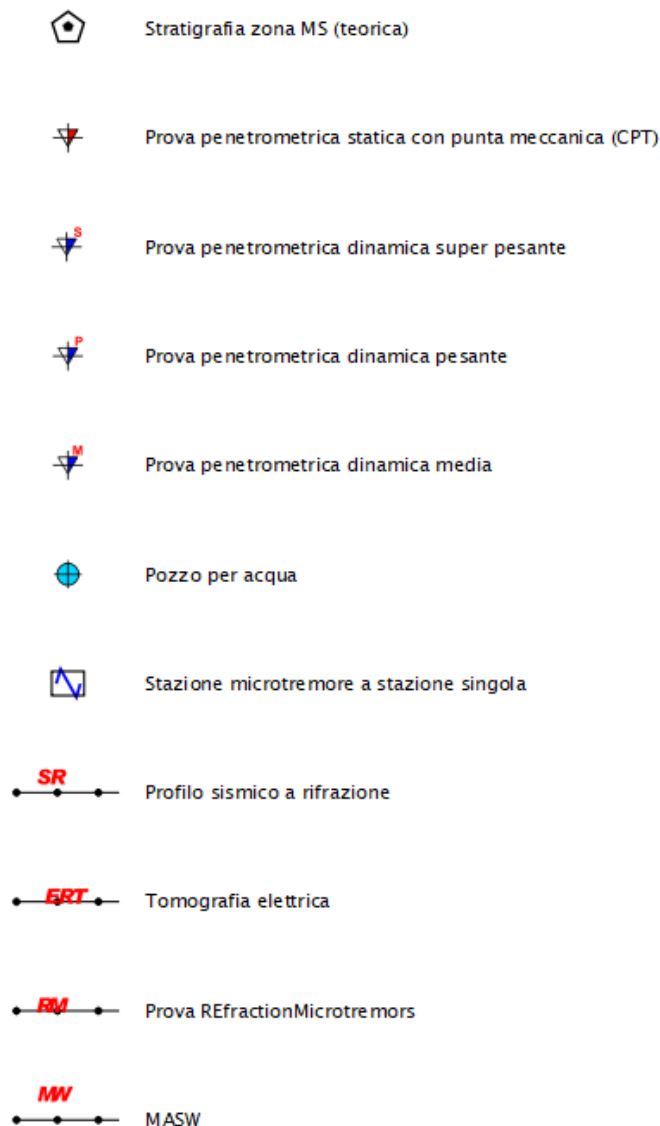 Stratigrafia zona MS (teorica)
Prova penetrometrica statica con punta meccanica (CPT)
S
Prova penetrometrica dinamica super pesante
P
Prova penetrometrica dinamica pesante
M
Prova penetrometrica dinamica media
Pozzo per acqua
Stazione microtremore a stazione singola
SR
Profilo sismico a rifrazione
ERT
Tomografia elettrica
RM
Prova REfractionMicrotremors
MW
MASW